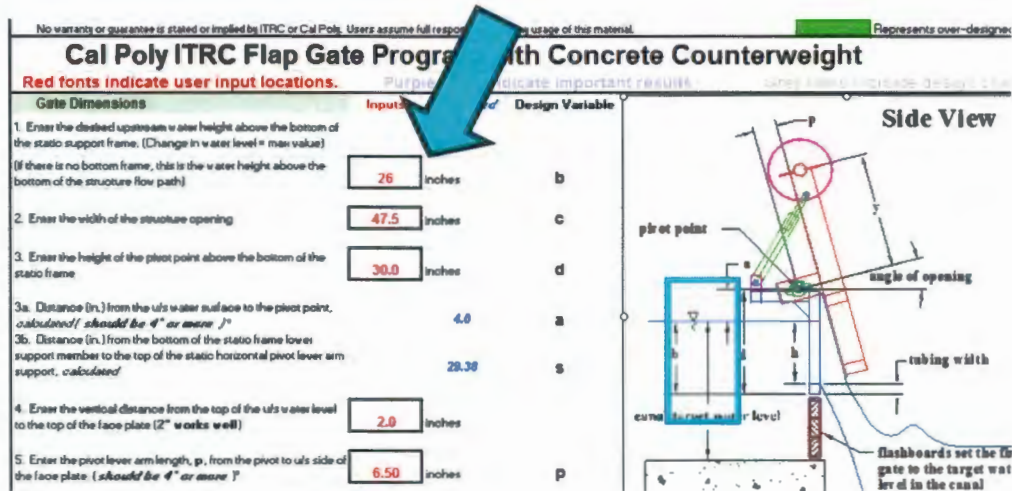 No warranty or guarantee is stated or implied by ITRC or Cal Poly. Users assume full usage of this material.
Represents over-designed
Cal Poly ITRC Flap Gate Prog with Concrete Counterweight
Red fonts indicate user input locations.
indicate important results
Gate Dimensions
Inputs
Design Variable
1. Enter the desired upstream water height above the bottom of
the static support frame. (Change in water level = max value)
(If there is no bottom frame, this is the water height above the
bottom of the structure flow path)
26 inches b
2. Enter the width of the structure opening
47.5 inches c
3. Enter the height of the pivot point above the bottom of the
static frame
30.0 inches d
3a. Distance (in.) from the u/s water surface to the pivot point,
calculated ( should be 4" or more )"
4.0 a
3b. Distance (in.) from the bottom of the static frame lower
support member to the top of the static horizontal pivot lever arm
support, calculated
29.38 s
4. Enter the vertical distance from the top of the u/s water level
to the top of the face plate (2" works well)
2.0 inches
5. Enter the pivot lever arm length, p, from the pivot to u/s side of
the face plate. ( should be 4" or more )"
6.50 inches p
Side View
p
y
pivot point
a
angle of opening
b
d
h
tubing width
canal target water level
flashboards set the
gate to the target
level in the canal